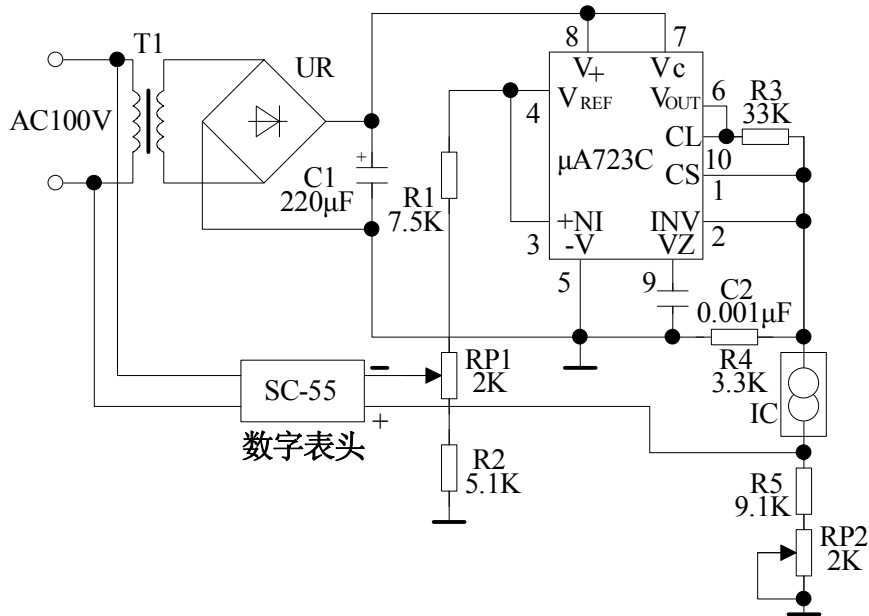 T1
UR
AC100V
C1
220μF
R1
7.5K
8
7
V+
Vc
4
VREF
VOUT
6
R3
33K
CL
10
μA723C
CS
1
+NI
INV
3
2
-V
VZ
5
9
C2
0.001μF
R4
3.3K
IC
SC-55
数字表头
RP1
2K
R2
5.1K
R5
9.1K
RP2
2K
+
-
+